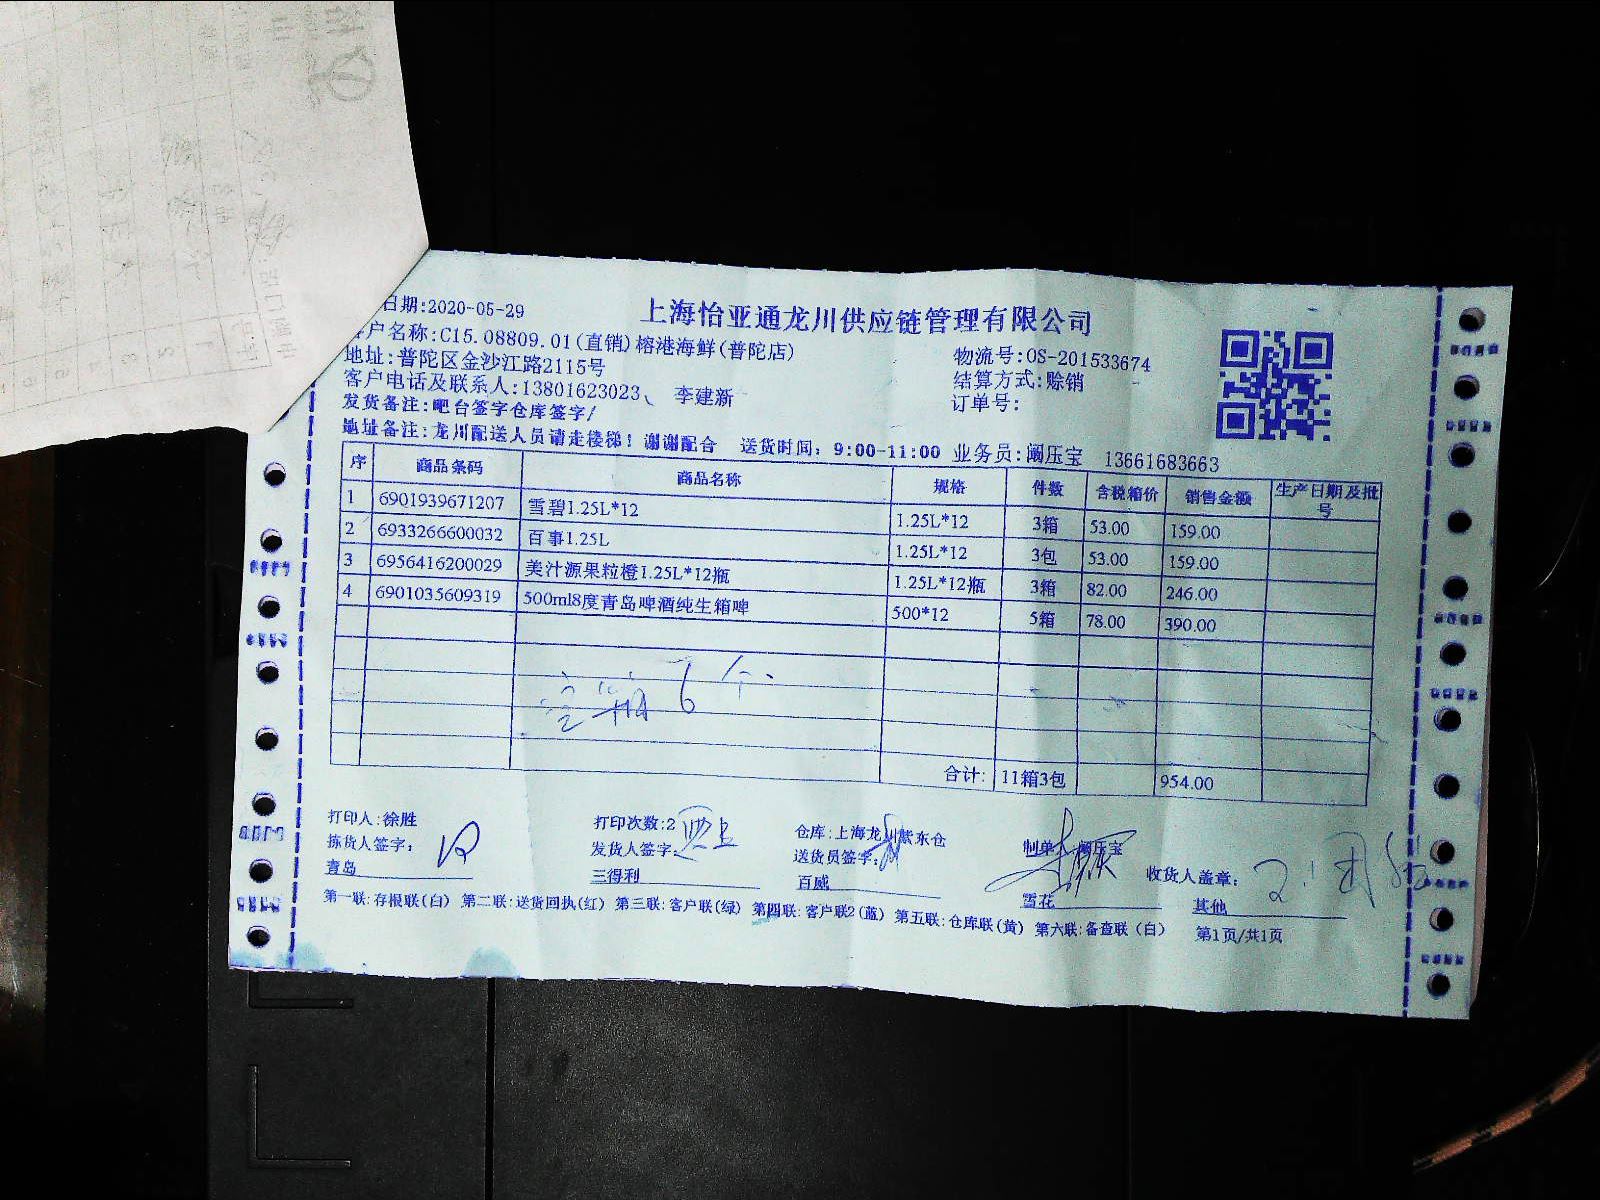 日期:2020-05-29
上海怡亚通龙川供应链管理有限公司
户名称:C15.08809.01(直销)榕港海鲜(普陀店)
物流号:OS-201533674
地址:普陀区金沙江路2115号
结算方式:赊销
客户电话及联系人:13801623023、 李建新
订单号:
发货备注:吧台签字仓库签字/
地址备注:龙川配送人员请走楼梯!谢谢配合 送货时间:9:00-11:00 业务员:阚压宝 13661683663
序 商品条码 商品名称 规格 件数 含税箱价 销售金额 生产日期及批号
1 6901939671207 雪碧1.25L*12 1.25L*12 3箱 53.00 159.00
2 6933266600032 百事1.25L 1.25L*12 3包 53.00 159.00
3 6956416200029 美汁源果粒橙1.25L*12瓶 1.25L*12瓶 3箱 82.00 246.00
4 6901035609319 500ml8度青岛啤酒纯生箱啤 500*12 5箱 78.00 390.00
空瓶6个
合计: 11箱3包 954.00
打印人:徐胜 打印次数:2 仓库:上海龙川紫东仓 制单人:阚压宝
拣货人签字: 发货人签字: 送货员签字: 收货人盖章:
青岛 三得利 百威 雪花 其他
第一联:存根联(白) 第二联:送货回执(红) 第三联:客户联(绿) 第四联:客户联2(蓝) 第五联:仓库联(黄) 第六联:备查联(白) 第1页/共1页